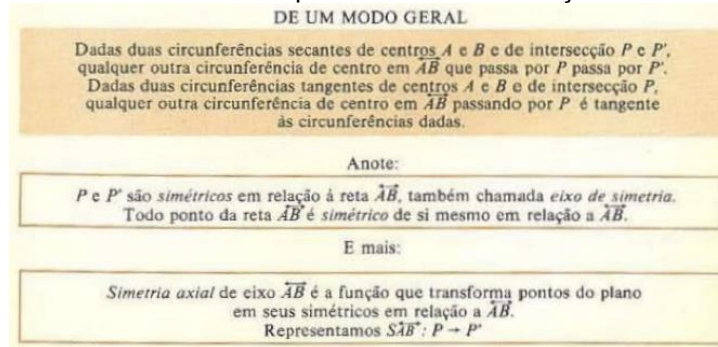 DE UM MODO GERAL
Dadas duas circunferências secantes de centros A e B e de intersecção P e P',
qualquer outra circunferência de centro em AB que passa por P passa por P'.
Dadas duas circunferências tangentes de centros A e B e de intersecção P,
qualquer outra circunferência de centro em AB passando por P é tangente
às circunferências dadas.
Anote:
P e P' são simétricos em relação à reta AB, também chamada eixo de simetria.
Todo ponto da reta AB é simétrico de si mesmo em relação a AB.
E mais:
Simetria axial de eixo AB é a função que transforma pontos do plano
em seus simétricos em relação a AB.
Representamos SAB : P → P'